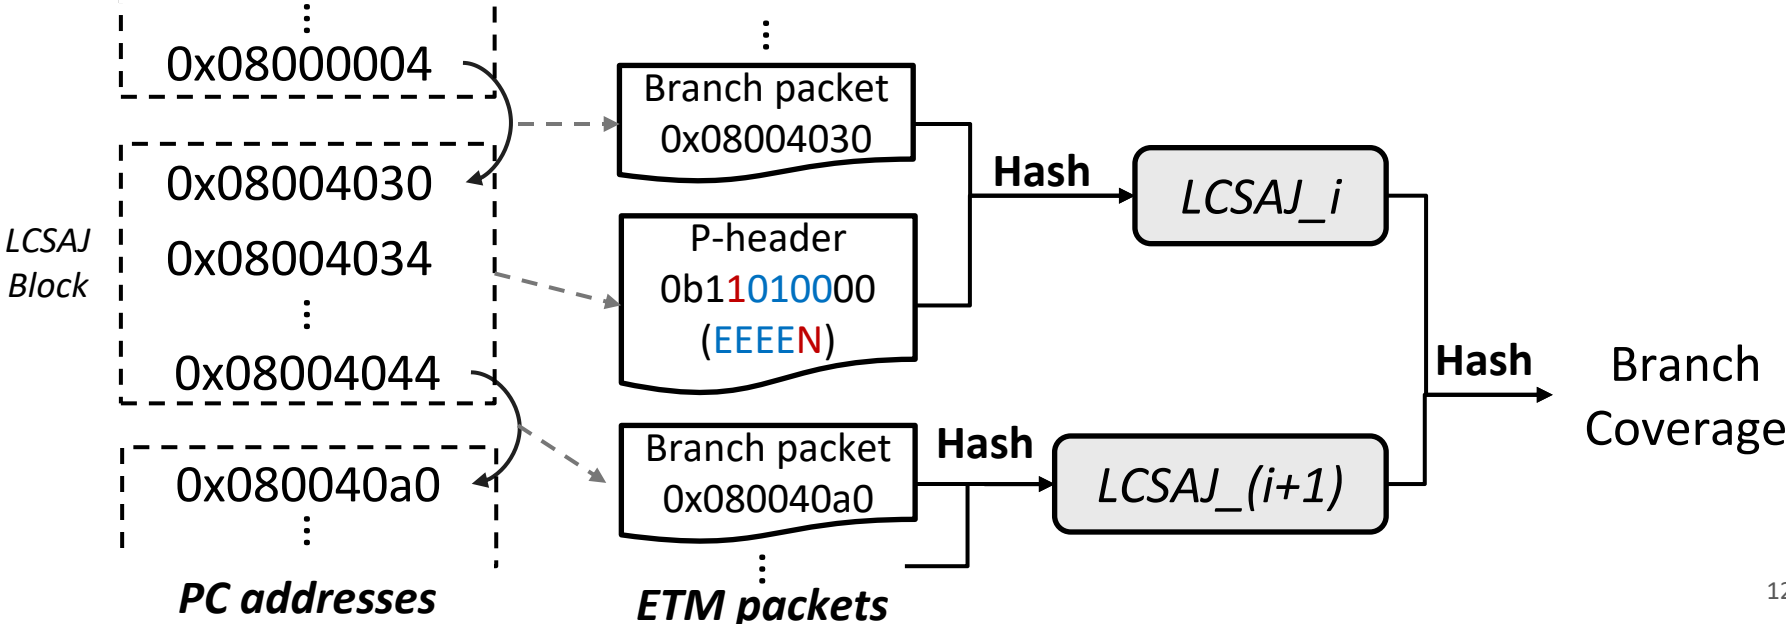 0x08000004
LCSAJ
Block
0x08004030
0x08004034
0x08004044
0x080040a0
PC addresses
Branch packet
0x08004030
P-header
0b11010000
(EEEEN)
Branch packet
0x080040a0
ETM packets
Hash
LCSAJ_i
Hash
LCSAJ_(i+1)
Hash
Branch
Coverage
12